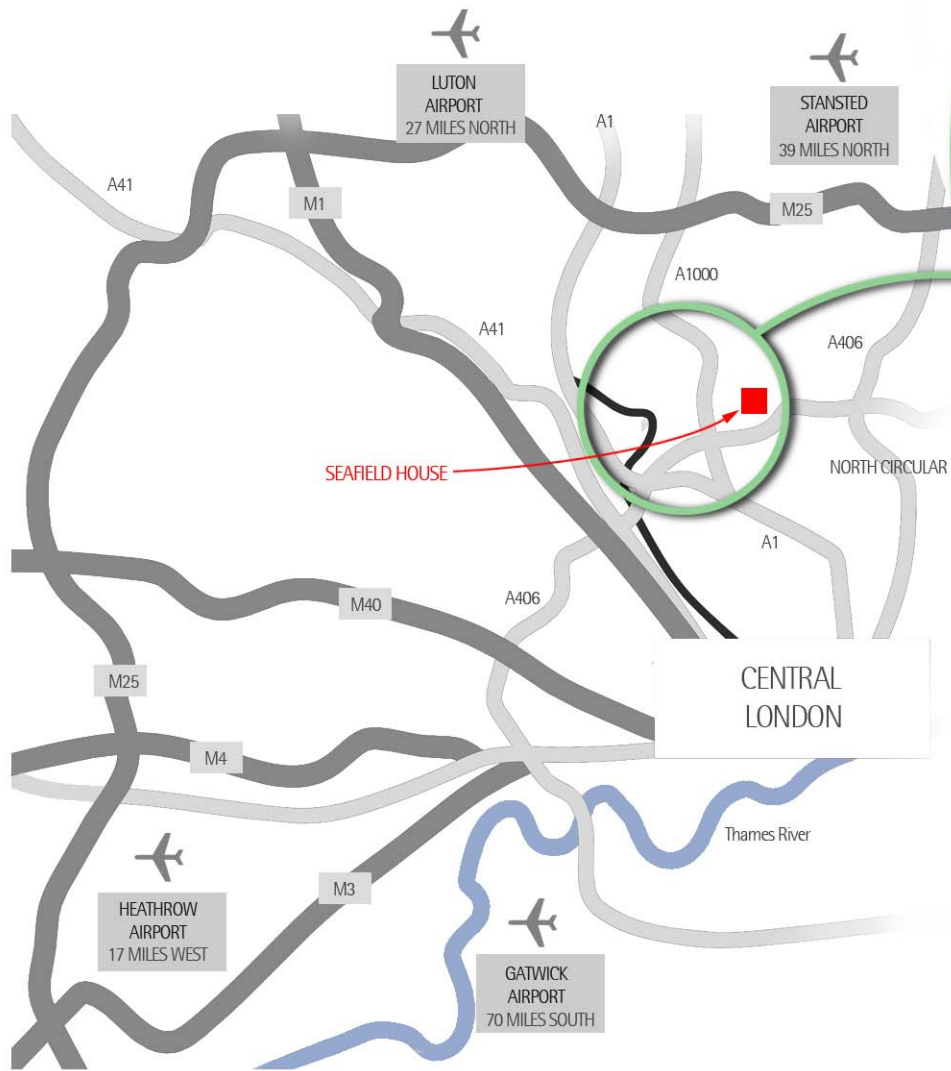 LUTON
AIRPORT
27 MILES NORTH
STANSTED
AIRPORT
39 MILES NORTH
A1
A41
M1
M25
A1000
A41
A406
SEAFIELD HOUSE
NORTH CIRCULAR
A1
A406
M40
M25
CENTRAL
LONDON
M4
Thames River
M3
HEATHROW
AIRPORT
17 MILES WEST
GATWICK
AIRPORT
70 MILES SOUTH